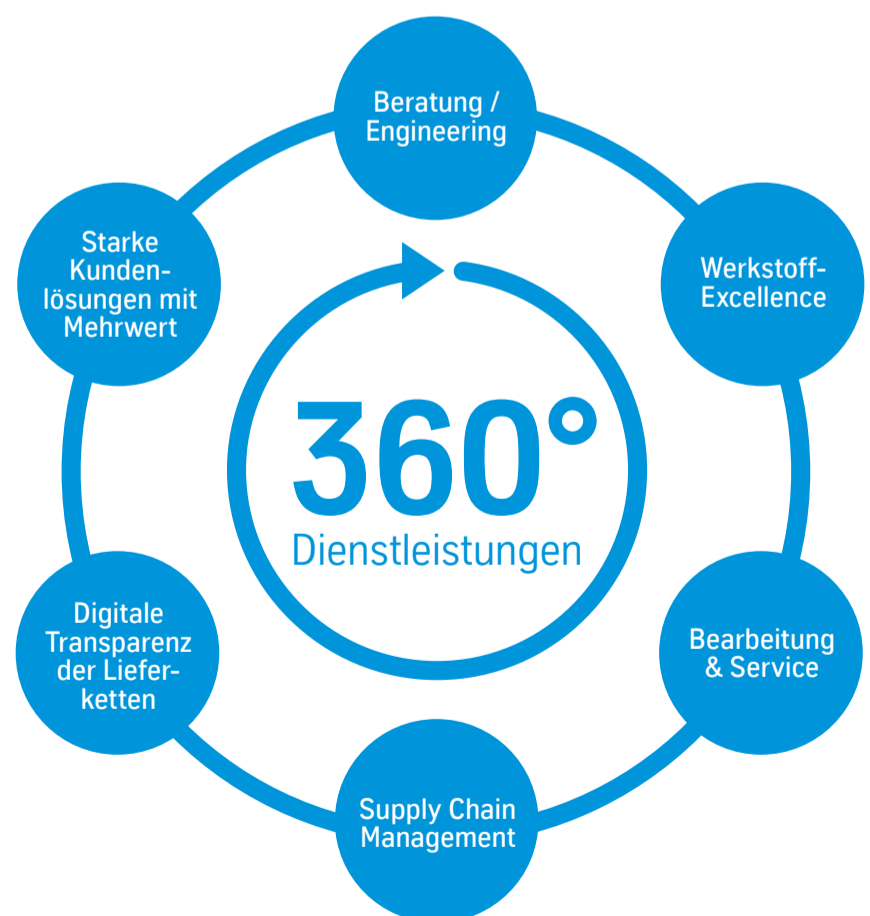 Beratung /
Engineering
Werkstoff-
Excellence
Bearbeitung
& Service
Supply Chain
Management
Digitale
Transparenz
der Liefer-
ketten
Starke
Kunden-
lösungen mit
Mehrwert
360°
Dienstleistungen